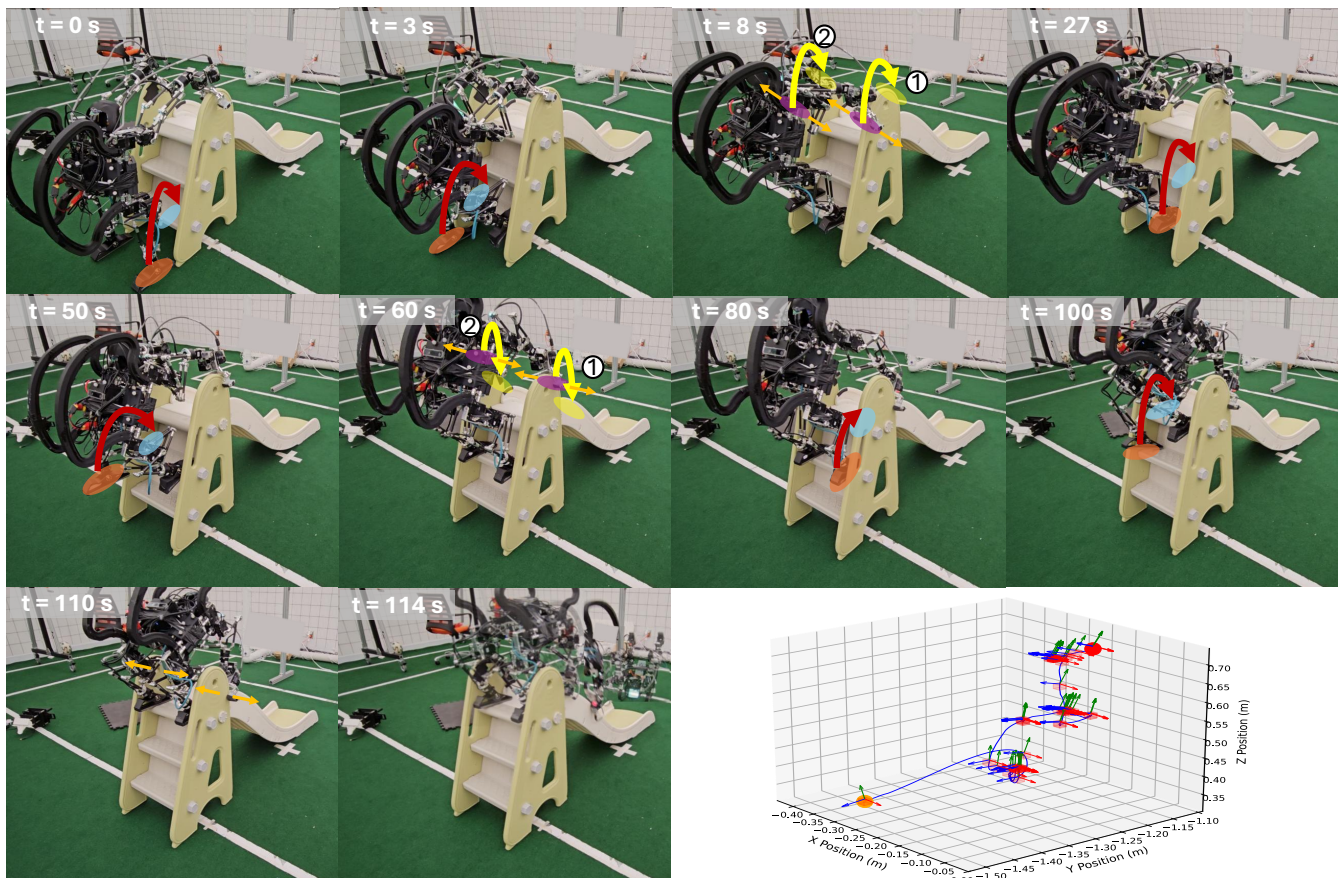 t = 0 s
t = 3 s
t = 8 s
②
①
t = 27 s
t = 50 s
t = 60 s
②
①
t = 80 s
t = 100 s
t = 110 s
t = 114 s
0.70
0.65
0.60
0.55
0.50
0.45
0.40
0.35
Z Position (m)
−0.40
−0.35
−0.30
−0.25
−0.20
−0.15
−0.10
−0.05
X Position (m)
−1.50
−1.45
−1.40
−1.35
−1.30
−1.25
−1.20
−1.15
−1.10
Y Position (m)